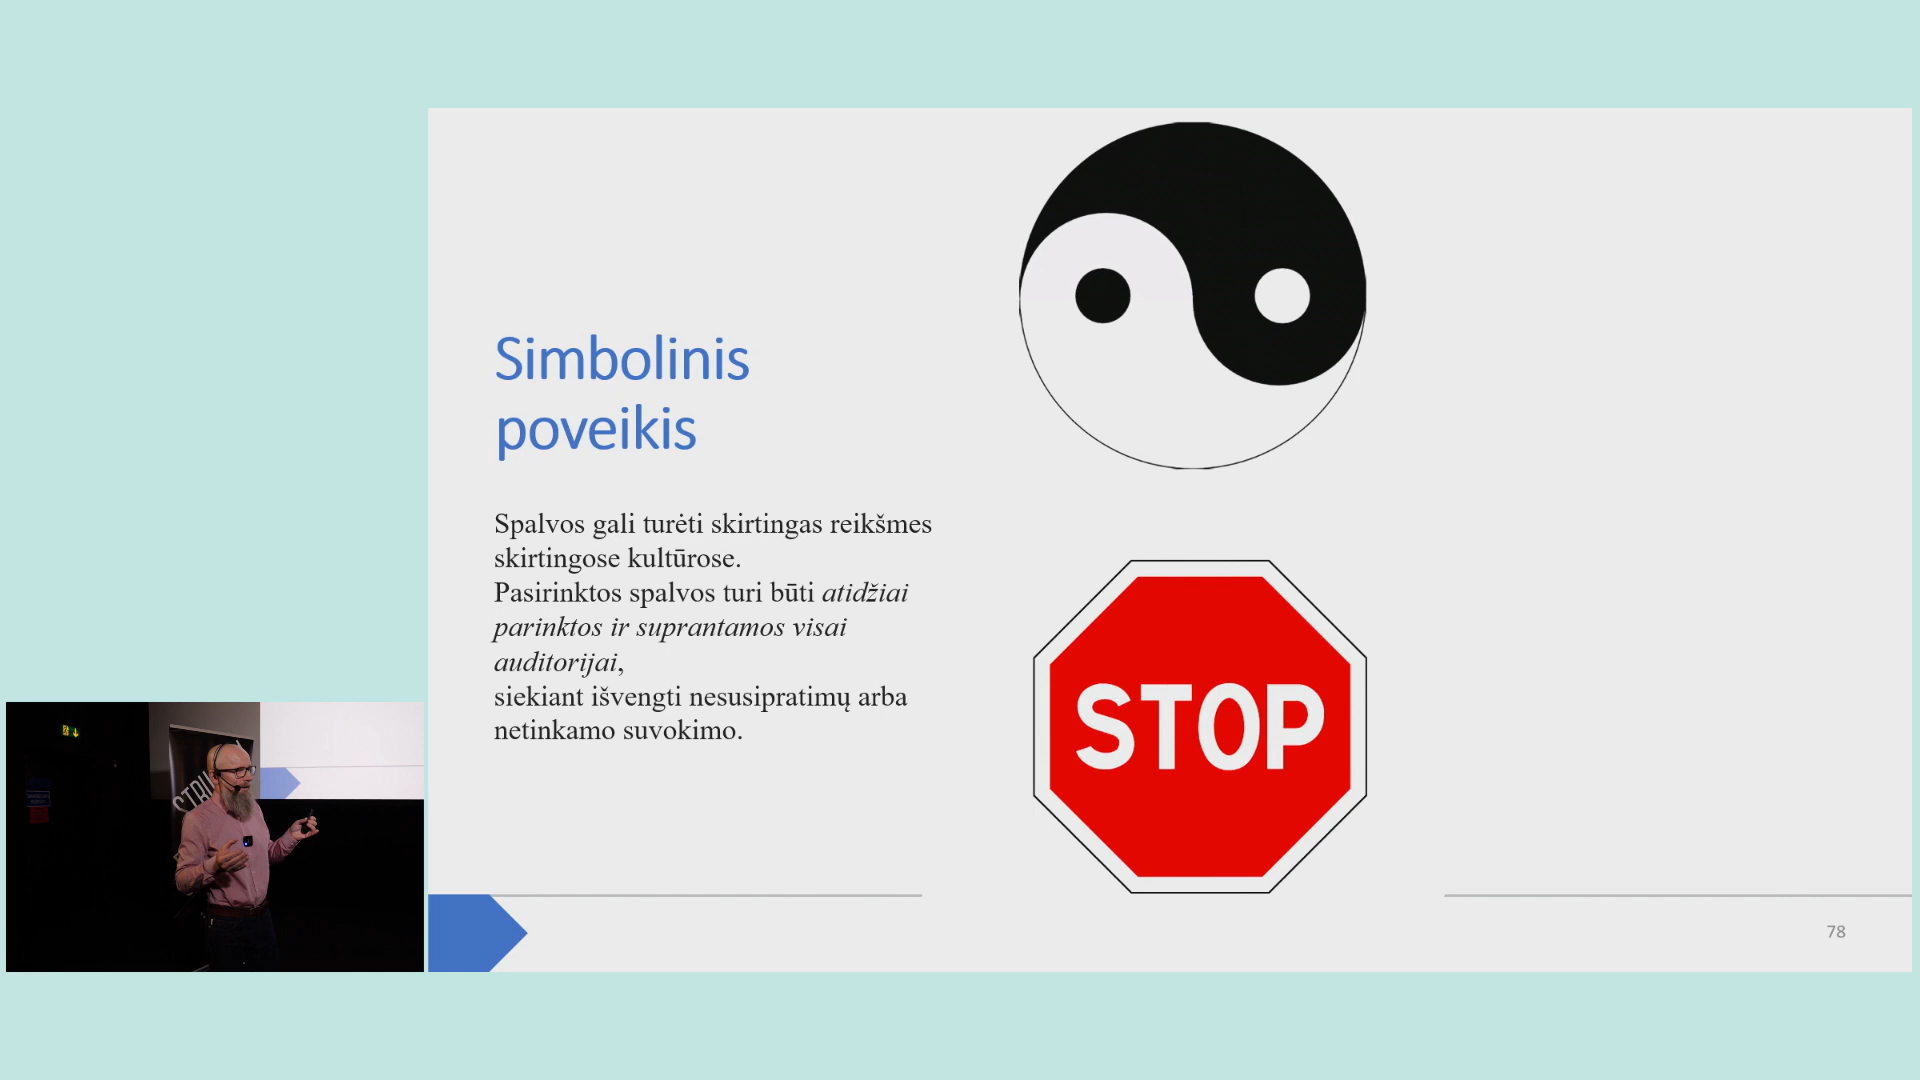 Simbolinis
poveikis
Spalvos gali turėti skirtingas reikšmes
skirtingose kultūrose.
Pasirinktos spalvos turi būti atidžiai
parinktos ir suprantamos visai
auditorijai,
siekiant išvengti nesusipratimų arba
netinkamo suvokimo.
STOP
78